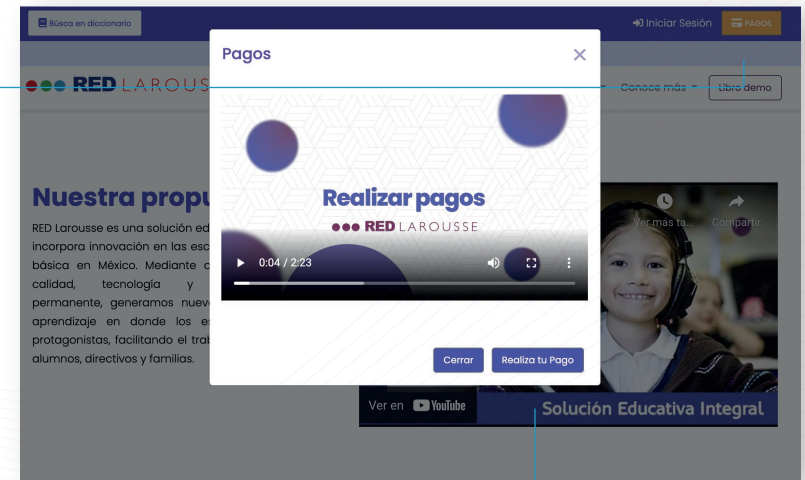 Búsca en diccionario
Iniciar Sesión
PAGOS
Pagos
RED LAROUS
Conoce más
Libro demo
Realizar pagos
RED LAROUSSE
0:04 / 2:23
Nuestra propu
RED Larousse es una solución ed
incorpora innovación en las esc
básica en México. Mediante
calidad, tecnología y
permanente, generamos nuev
aprendizaje en donde los
protagonistas, facilitando el trab
alumnos, directivos y familias.
Ver más ta...
Compartir
Cerrar
Realiza tu Pago
Ver en YouTube
Solución Educativa Integral